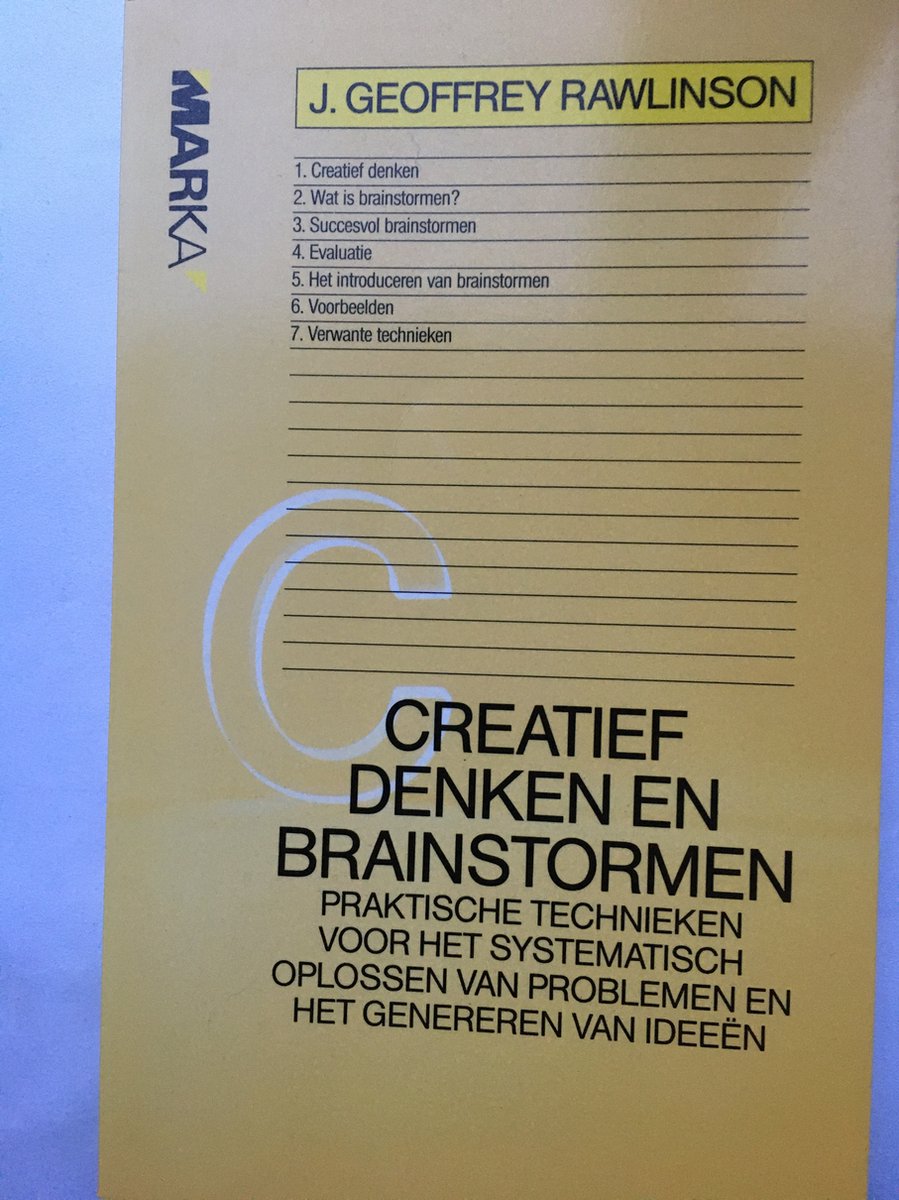 MARKA
J. GEOFFREY RAWLINSON
1. Creatief denken
2. Wat is brainstormen?
3. Succesvol brainstormen
4. Evaluatie
5. Het introduceren van brainstormen
6. Voorbeelden
7. Verwante technieken
C
CREATIEF
DENKEN EN
BRAINSTORMEN
PRAKTISCHE TECHNIEKEN
VOOR HET SYSTEMATISCH
OPLOSSEN VAN PROBLEMEN EN
HET GENEREREN VAN IDEEËN